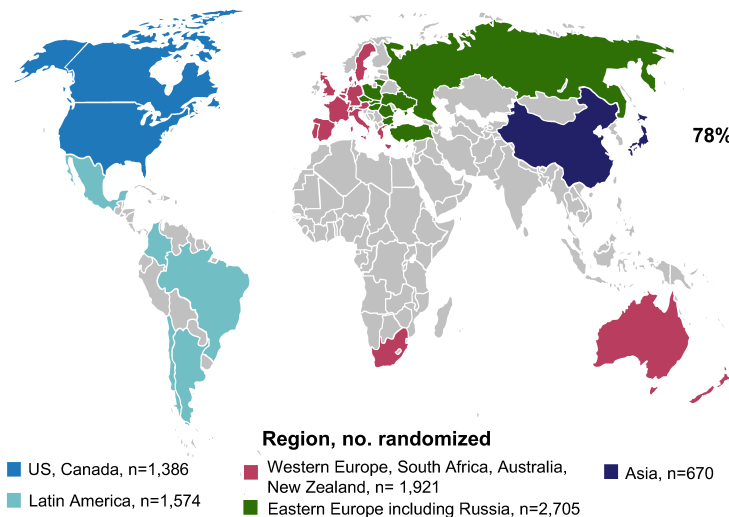 78%
Region, no. randomized
US, Canada, n=1,386
Latin America, n=1,574
Western Europe, South Africa, Australia,
New Zealand, n= 1,921
Eastern Europe including Russia, n=2,705
Asia, n=670